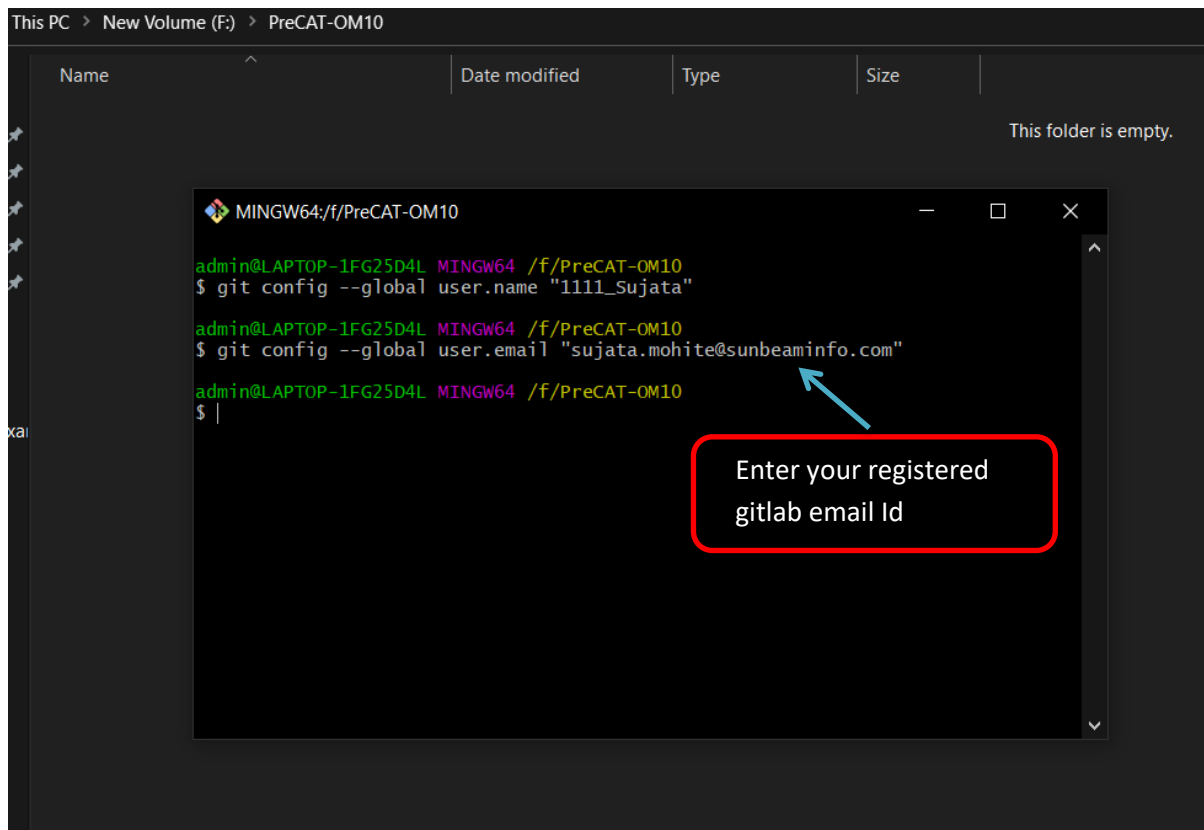 This PC > New Volume (F:) > PreCAT-OM10
Name Date modified Type Size
This folder is empty.
MINGW64:/f/PreCAT-OM10
admin@LAPTOP-1FG25D4L MINGW64 /f/PreCAT-OM10
$ git config --global user.name "1111_Sujata"
admin@LAPTOP-1FG25D4L MINGW64 /f/PreCAT-OM10
$ git config --global user.email "sujata.mohite@sunbeaminfo.com"
admin@LAPTOP-1FG25D4L MINGW64 /f/PreCAT-OM10
$
xai
Enter your registered
gitlab email Id